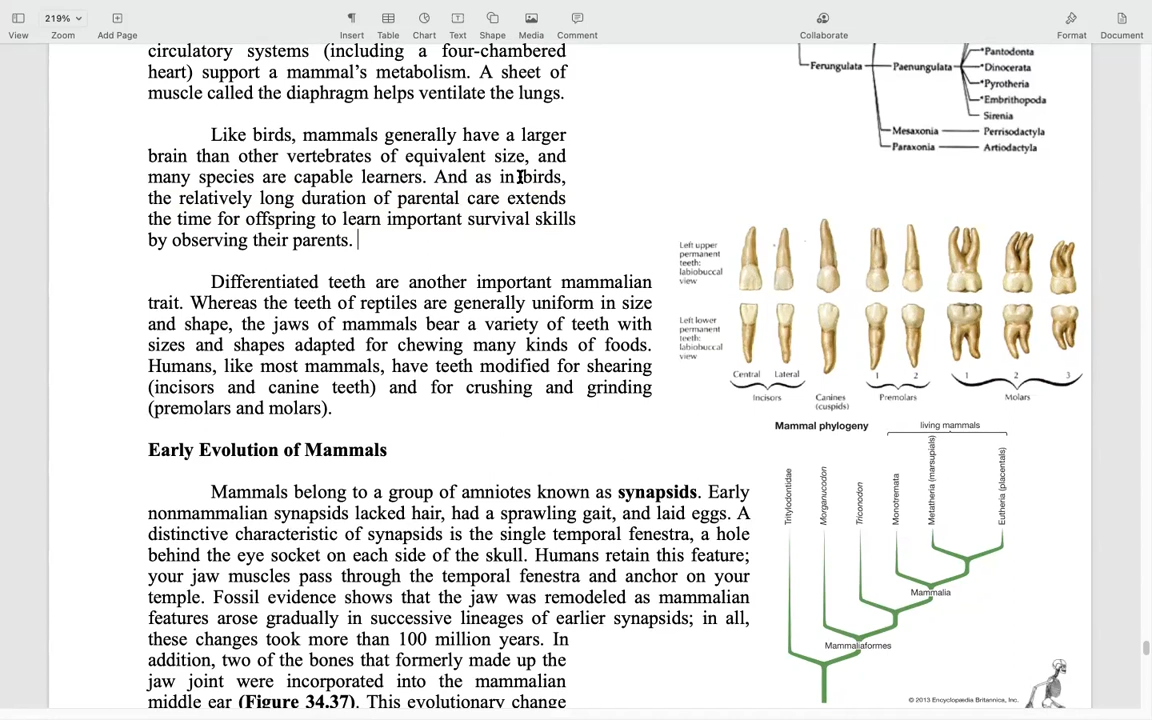 View
219%
Zoom
Add Page
Insert
Table
Chart
Text
Shape
Media
Comment
Collaborate
Format
Document
circulatory systems (including a four-chambered
heart) support a mammal's metabolism. A sheet of
muscle called the diaphragm helps ventilate the lungs.
Like birds, mammals generally have a larger
brain than other vertebrates of equivalent size, and
many species are capable learners. And as in birds,
the relatively long duration of parental care extends
the time for offspring to learn important survival skills
by observing their parents.
Differentiated teeth are another important mammalian
trait. Whereas the teeth of reptiles are generally uniform in size
and shape, the jaws of mammals bear a variety of teeth with
sizes and shapes adapted for chewing many kinds of foods.
Humans, like most mammals, have teeth modified for shearing
(incisors and canine teeth) and for crushing and grinding
(premolars and molars).
Early Evolution of Mammals
Mammals belong to a group of amniotes known as synapsids. Early
nonmammalian synapsids lacked hair, had a sprawling gait, and laid eggs. A
distinctive characteristic of synapsids is the single temporal fenestra, a hole
behind the eye socket on each side of the skull. Humans retain this feature;
your jaw muscles pass through the temporal fenestra and anchor on your
temple. Fossil evidence shows that the jaw was remodeled as mammalian
features arose gradually in successive lineages of earlier synapsids; in all,
these changes took more than 100 million years. In
addition, two of the bones that formerly made up the
jaw joint were incorporated into the mammalian
middle ear (Figure 34.37). This evolutionary change
*Pantodonta
Ferungulata
Paenungulata
*Dinocerata
*Pyrotheria
*Embrithopoda
Sirenia
Mesaxonia
Perrisodactyla
Paraxonia
Artiodactyla
Left upper
permanent
teeth:
labiobuccal
view
Left lower
permanent
teeth:
labiobuccal
view
Central
Lateral
1
2
1
2
3
Incisors
Canines
(cuspids)
Premolars
Molars
Mammal phylogeny
living mammals
Tritylodontidae
Morganucodon
Triconodon
Monotremata
Metatheria (marsupials)
Eutheria (placentals)
Mammalia
Mammaliaformes
© 2013 Encyclopædia Britannica, Inc.